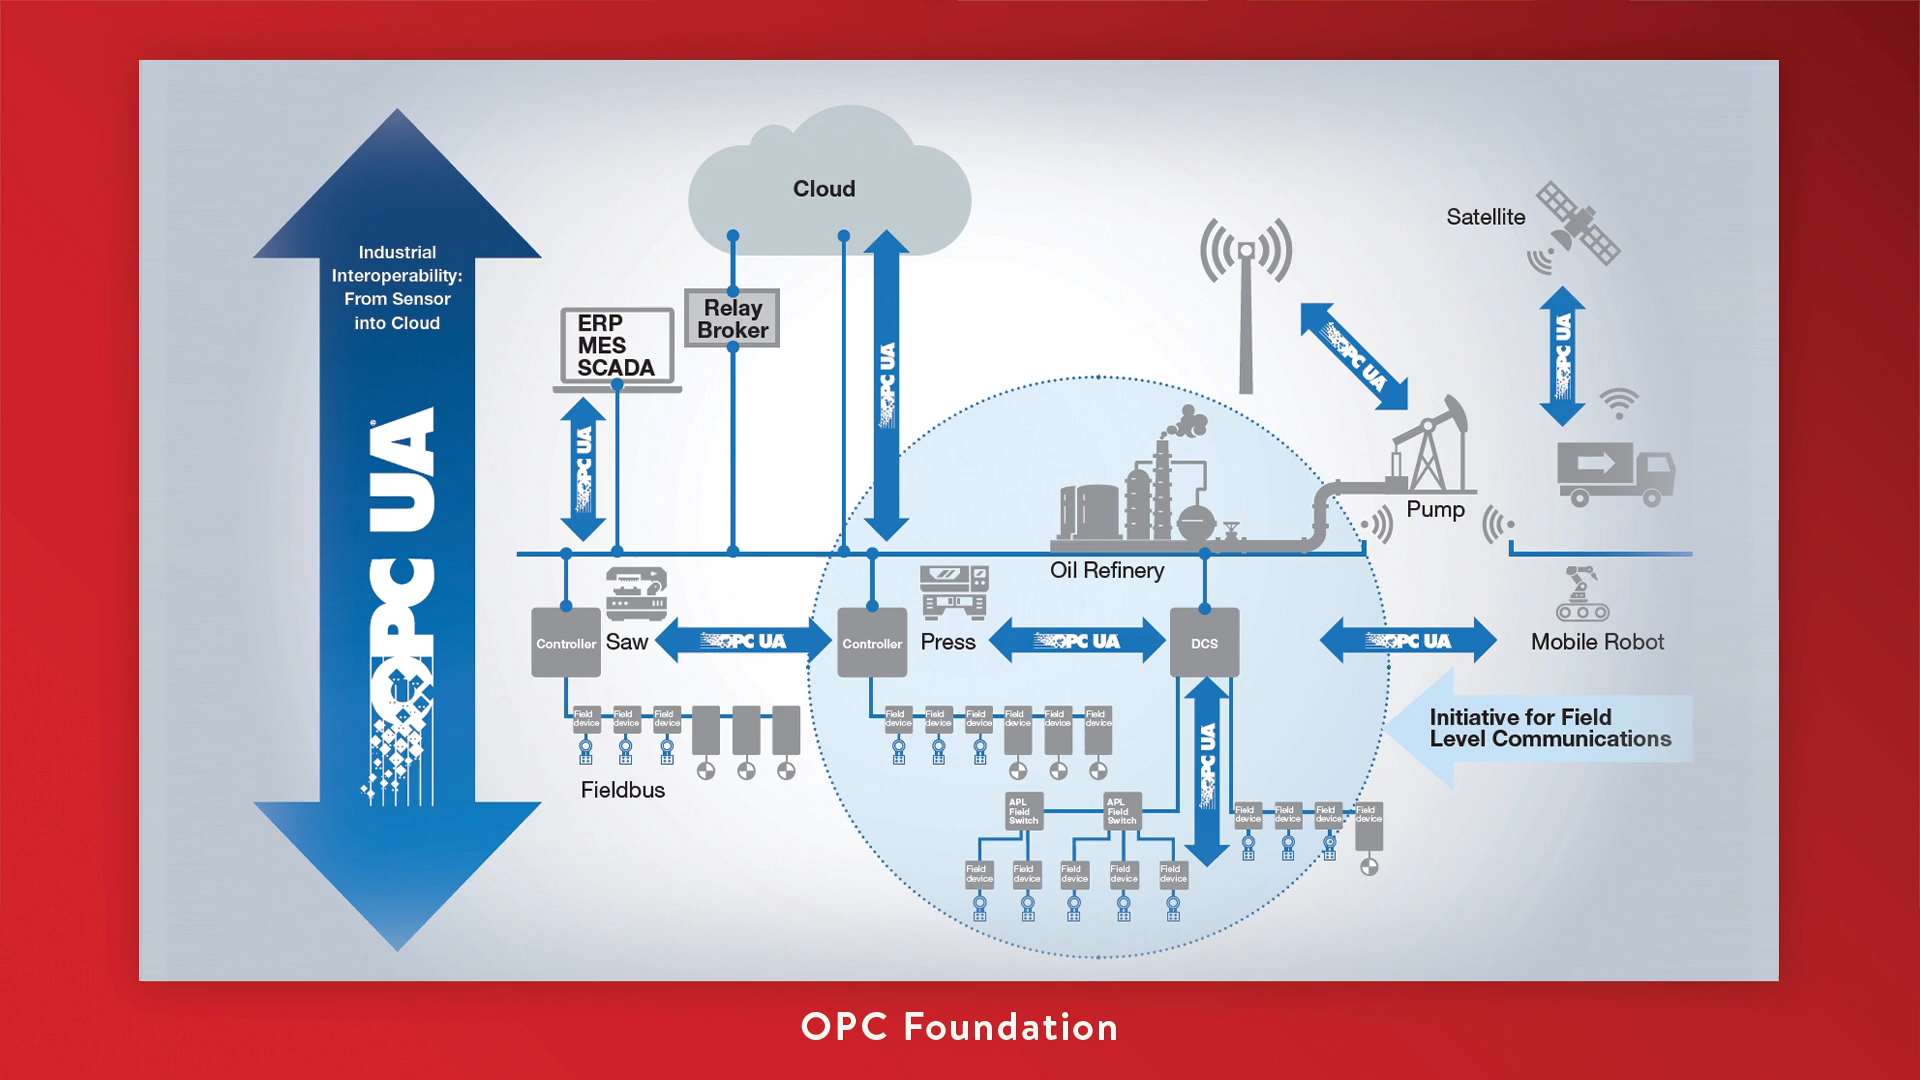 Industrial
Interoperability:
From Sensor
into Cloud
OPC UA®
Cloud
Relay
Broker
ERP
MES
SCADA
OPC UA
OPC UA
OPC UA
Satellite
OPC UA
Pump
Oil Refinery
Controller
Saw
OPC UA
Controller
Press
OPC UA
DCS
OPC UA
Mobile Robot
Initiative for Field
Level Communications
Field
device
Field
device
Field
device
Fieldbus
Field
device
Field
device
Field
device
Field
device
Field
device
Field
device
OPC UA
APL
Field
Switch
APL
Field
Switch
Field
device
Field
device
Field
device
Field
device
Field
device
Field
device
Field
device
Field
device
Field
device
OPC Foundation